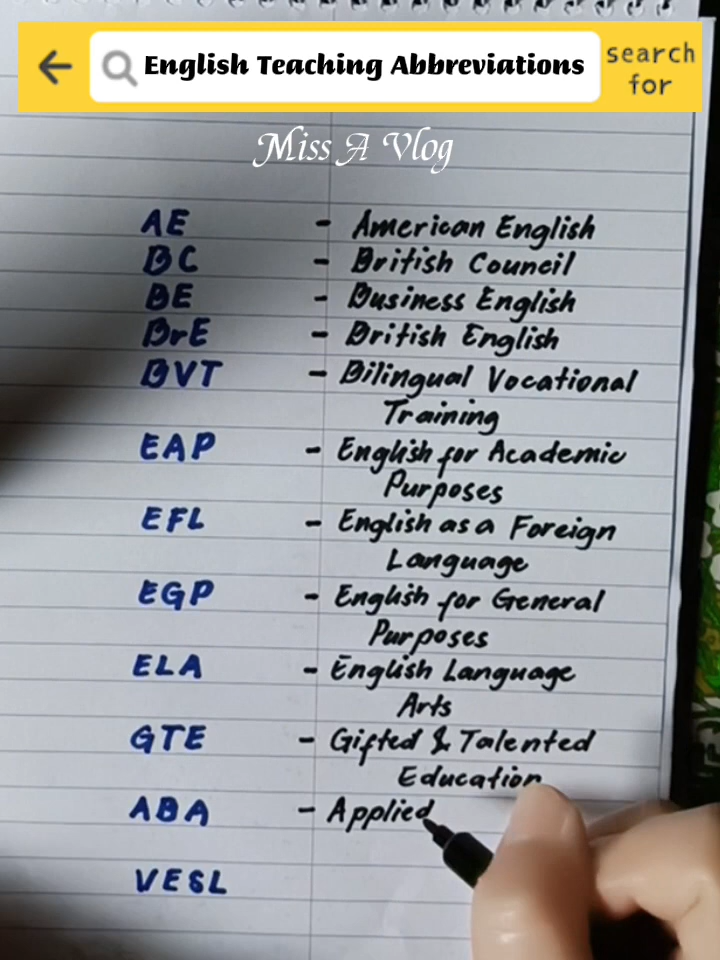 English Teaching Abbreviations
search
for
Miss A Vlog
AE - American English
BC - British Council
BE - Business English
BrE - British English
BVT - Bilingual Vocational
Training
EAP - English for Academic
Purposes
EFL - English as a Foreign
Language
EGP - English for General
Purposes
ELA - English Language
Arts
GTE - Gifted & Talented
Education
ABA - Applied
VESL